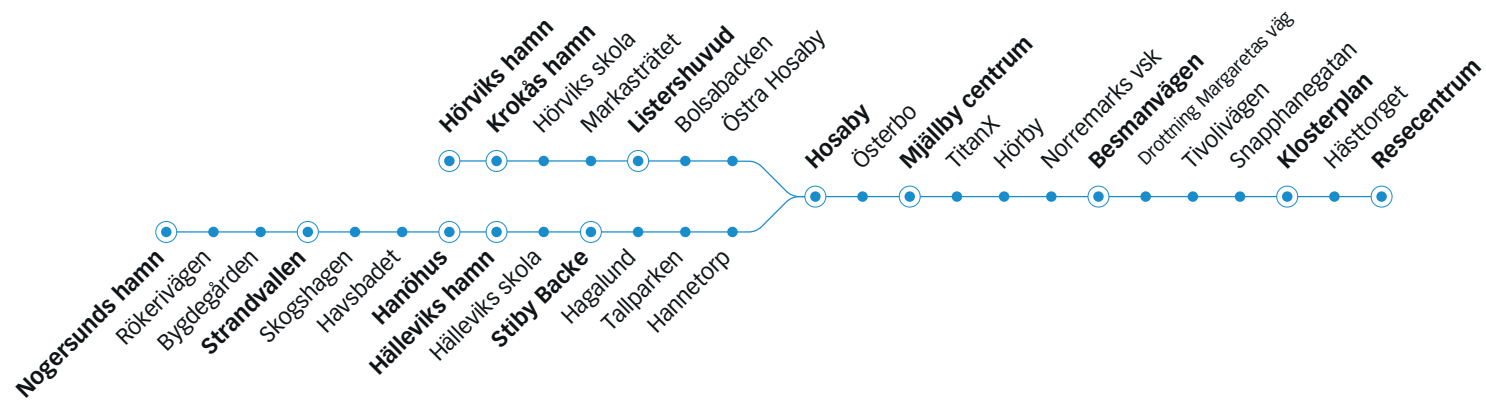 Hörviks hamn
Krokås hamn
Hörviks skola
Markasträtet
Listershuvud
Bolsabacken
Östra Hosaby
Hosaby
Österbo
Mjällby centrum
TitanX
Hörby
Norremarks vsk
Besmanvägen
Drottning Margaretas väg
Tivolivägen
Snapphanegatan
Klosterplan
Hästtorget
Resecentrum
Nogersunds hamn
Rökerivägen
Bygdegården
Strandvallen
Skogshagen
Havsbadet
Hanöhus
Hälleviks hamn
Hälleviks skola
Stiby Backe
Hagalund
Tallparken
Hannetorp